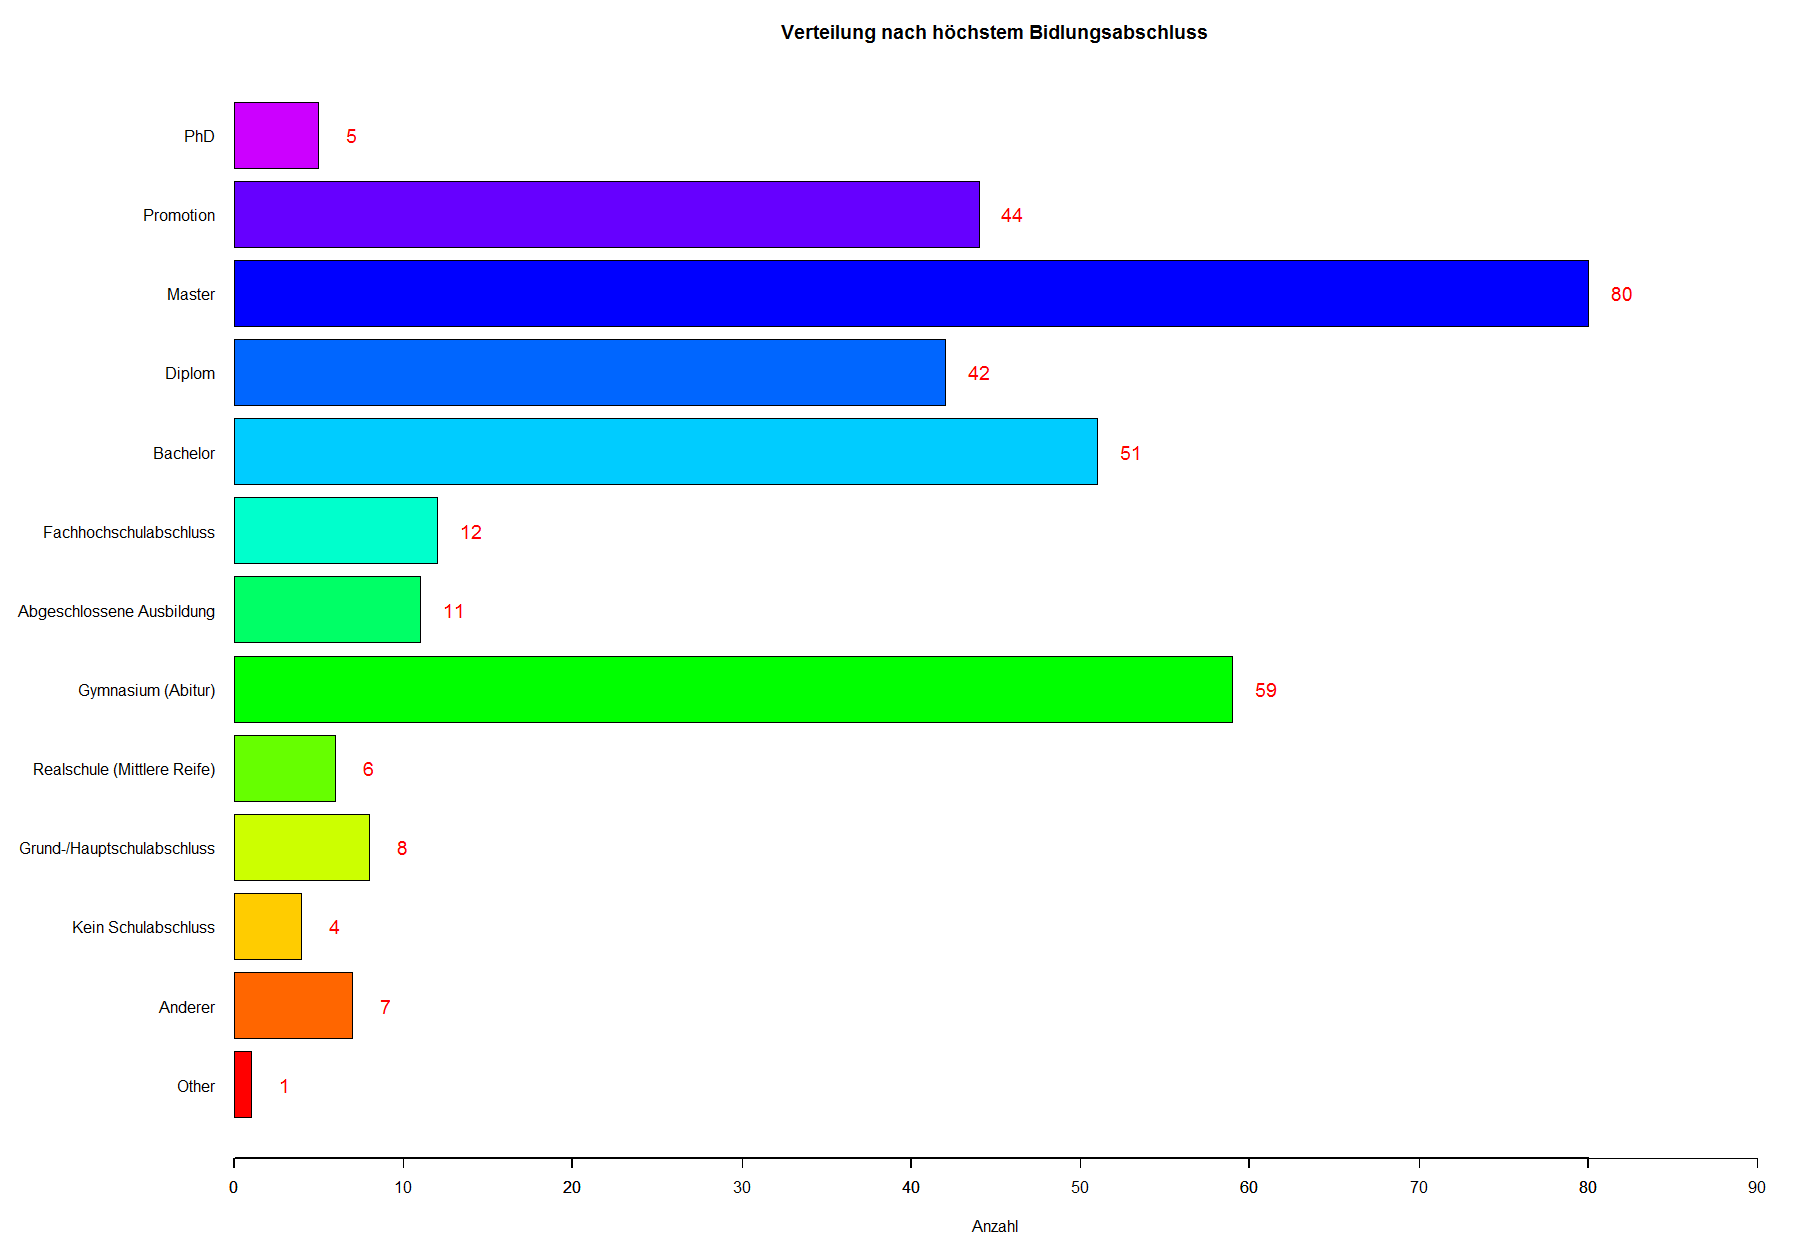 Verteilung nach höchstem Bidlungsabschluss
PhD 5
Promotion 44
Master 80
Diplom 42
Bachelor 51
Fachhochschulabschluss 12
Abgeschlossene Ausbildung 11
Gymnasium (Abitur) 59
Realschule (Mittlere Reife) 6
Grund-/Hauptschulabschluss 8
Kein Schulabschluss 4
Anderer 7
Other 1
0 10 20 30 40 50 60 70 80 90
Anzahl